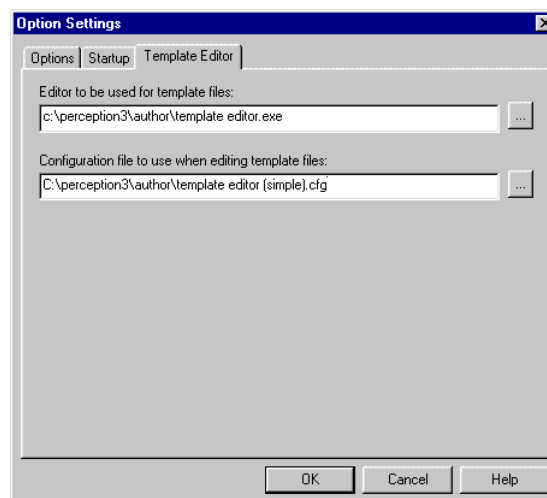 Option Settings
Options Startup Template Editor
Editor to be used for template files:
c:\perception3\author\template editor.exe
...
Configuration file to use when editing template files:
C:\perception3\author\template editor (simple).cfg
...
OK Cancel Help